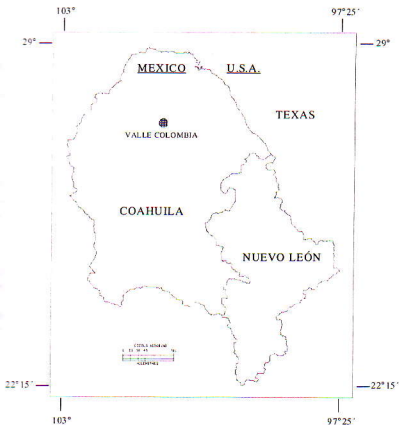 103° 97°25´
29° 29°
MEXICO U.S.A.
TEXAS
VALLE COLOMBIA
COAHUILA
NUEVO LEÓN
22°15´ 22°15´
103° 97°25´